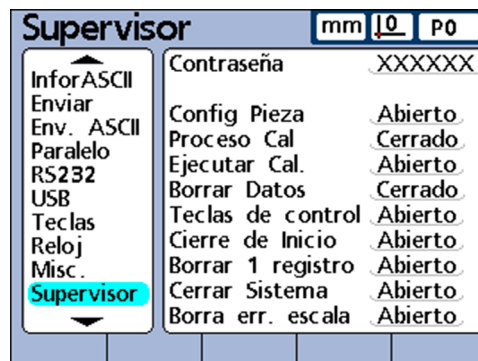 Supervisor mm 0 P0
InforASCII
Enviar
Env. ASCII
Paralelo
RS232
USB
Teclas
Reloj
Misc.
Supervisor
Contraseña XXXXXX
Config Pieza Abierto
Proceso Cal Cerrado
Ejecutar Cal. Abierto
Borrar Datos Cerrado
Teclas de control Abierto
Cierre de Inicio Abierto
Borrar 1 registro Abierto
Cerrar Sistema Abierto
Borra err. escala Abierto